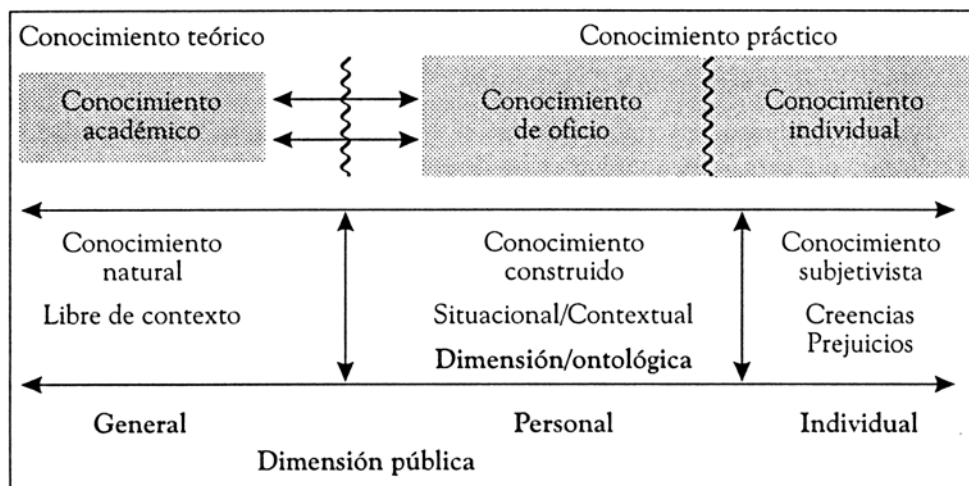 Conocimiento teórico
Conocimiento práctico
Conocimiento
académico
Conocimiento
de oficio
Conocimiento
individual
Conocimiento
natural
Libre de contexto
Conocimiento
construido
Situacional/Contextual
Dimensión/ontológica
Conocimiento
subjetivista
Creencias
Prejuicios
General
Personal
Individual
Dimensión pública